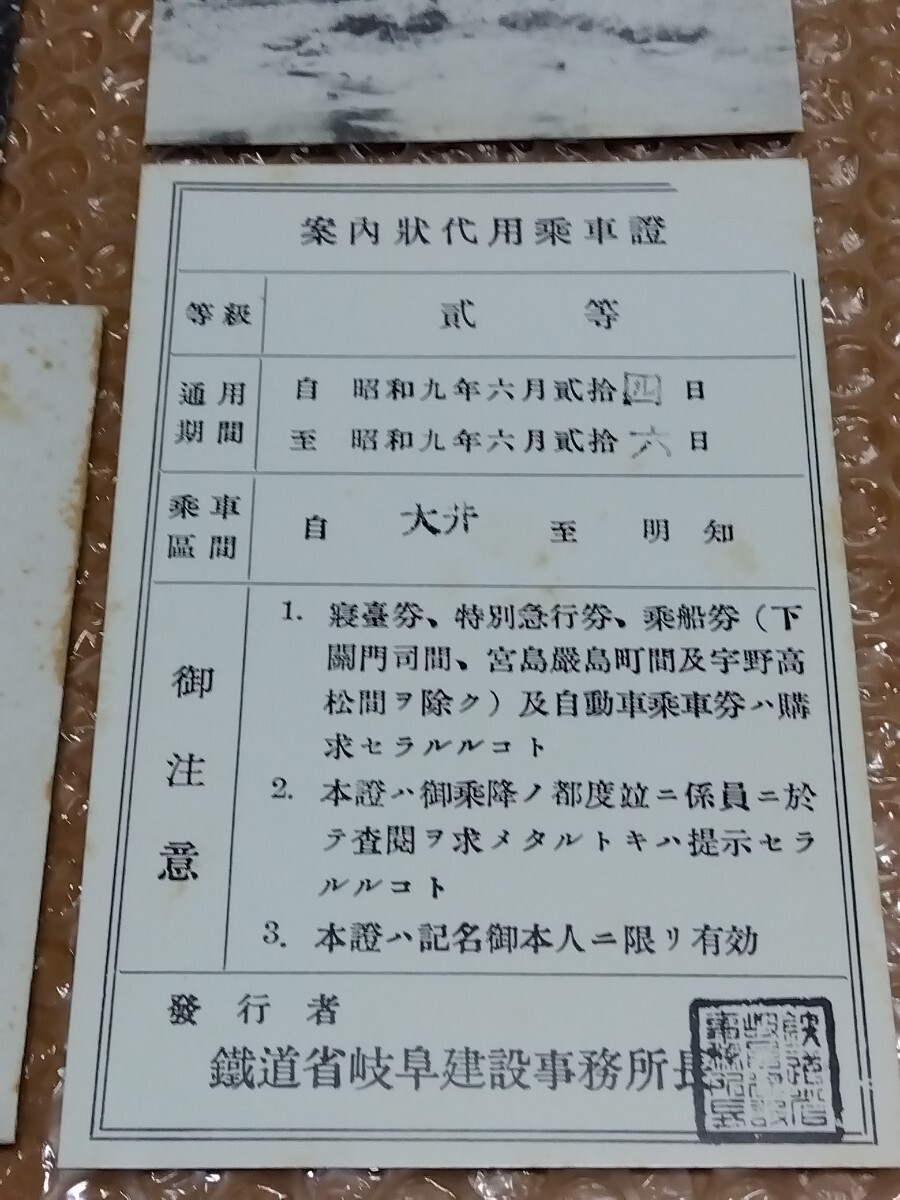 案內狀代用乘車證
等級 貳等
通用期間 自 昭和九年六月貳拾四日
至 昭和九年六月貳拾六日
乘車區間 自 大井 至 明知
御注意
1. 寢臺券、特別急行券、乘船券(下
關門司間、宮島嚴島町間及宇野高
松間ヲ除ク)及自動車乘車券ハ購
求セラルルコト
2. 本證ハ御乘降ノ都度竝ニ係員ニ於
テ查閱ヲ求メタルトキハ提示セラ
ルルコト
3. 本證ハ記名御本人ニ限リ有効
發行者
鐵道省岐阜建設事務所長